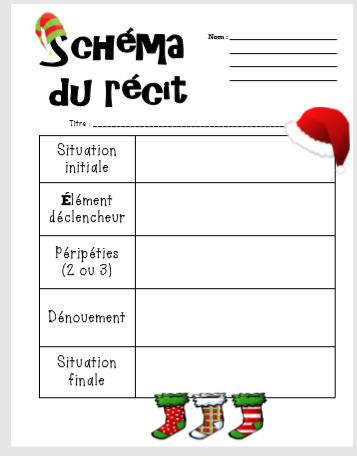 Schéma
du récit
Nom :
Titre :
Situation
initiale
Élément
déclencheur
Péripéties
(2 ou 3)
Dénouement
Situation
finale